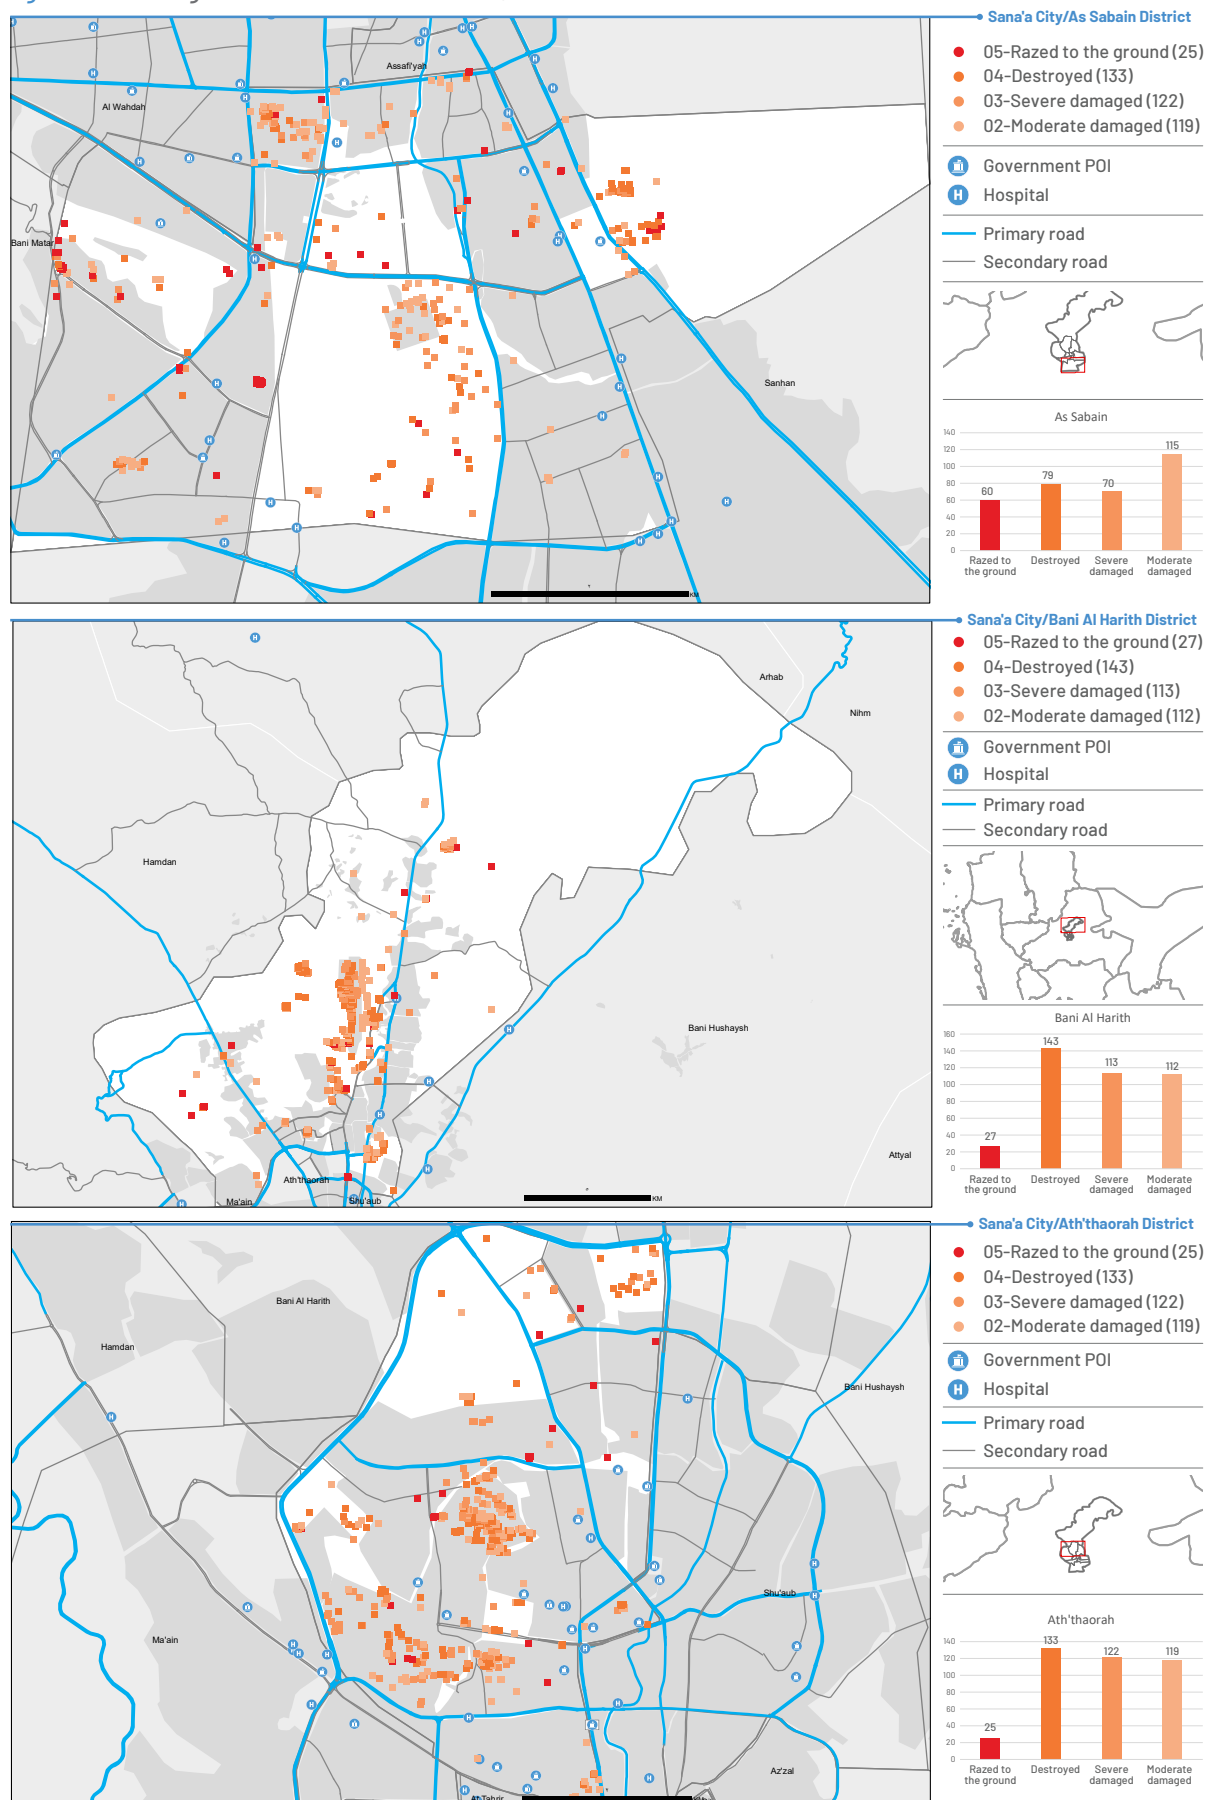 Sana'a City/As Sabain District
05-Razed to the ground (25)
04-Destroyed (133)
03-Severe damaged (122)
02-Moderate damaged (119)
Government POI
Hospital
Primary road
Secondary road
Assafi'yah
Al Wahdah
Bani Matar
Sanhan
KM
As Sabain
140
120
100
80
60
40
20
0
60
79
70
115
Razed to the ground
Destroyed
Severe damaged
Moderate damaged
Sana'a City/Bani Al Harith District
05-Razed to the ground (27)
04-Destroyed (143)
03-Severe damaged (113)
02-Moderate damaged (112)
Government POI
Hospital
Primary road
Secondary road
Arhab
Nihm
Hamdan
Bani Hushaysh
Attyal
Ath'thaorah
Ma'ain
Shu'aub
KM
Bani Al Harith
160
140
120
100
80
60
40
20
0
27
143
113
112
Razed to the ground
Destroyed
Severe damaged
Moderate damaged
Sana'a City/Ath'thaorah District
05-Razed to the ground (25)
04-Destroyed (133)
03-Severe damaged (122)
02-Moderate damaged (119)
Government POI
Hospital
Primary road
Secondary road
Bani Al Harith
Hamdan
Bani Hushaysh
Shu'aub
Ma'ain
Az'zal
At Tahrir
Ath'thaorah
140
120
100
80
60
40
20
0
25
133
122
119
Razed to the ground
Destroyed
Severe damaged
Moderate damaged